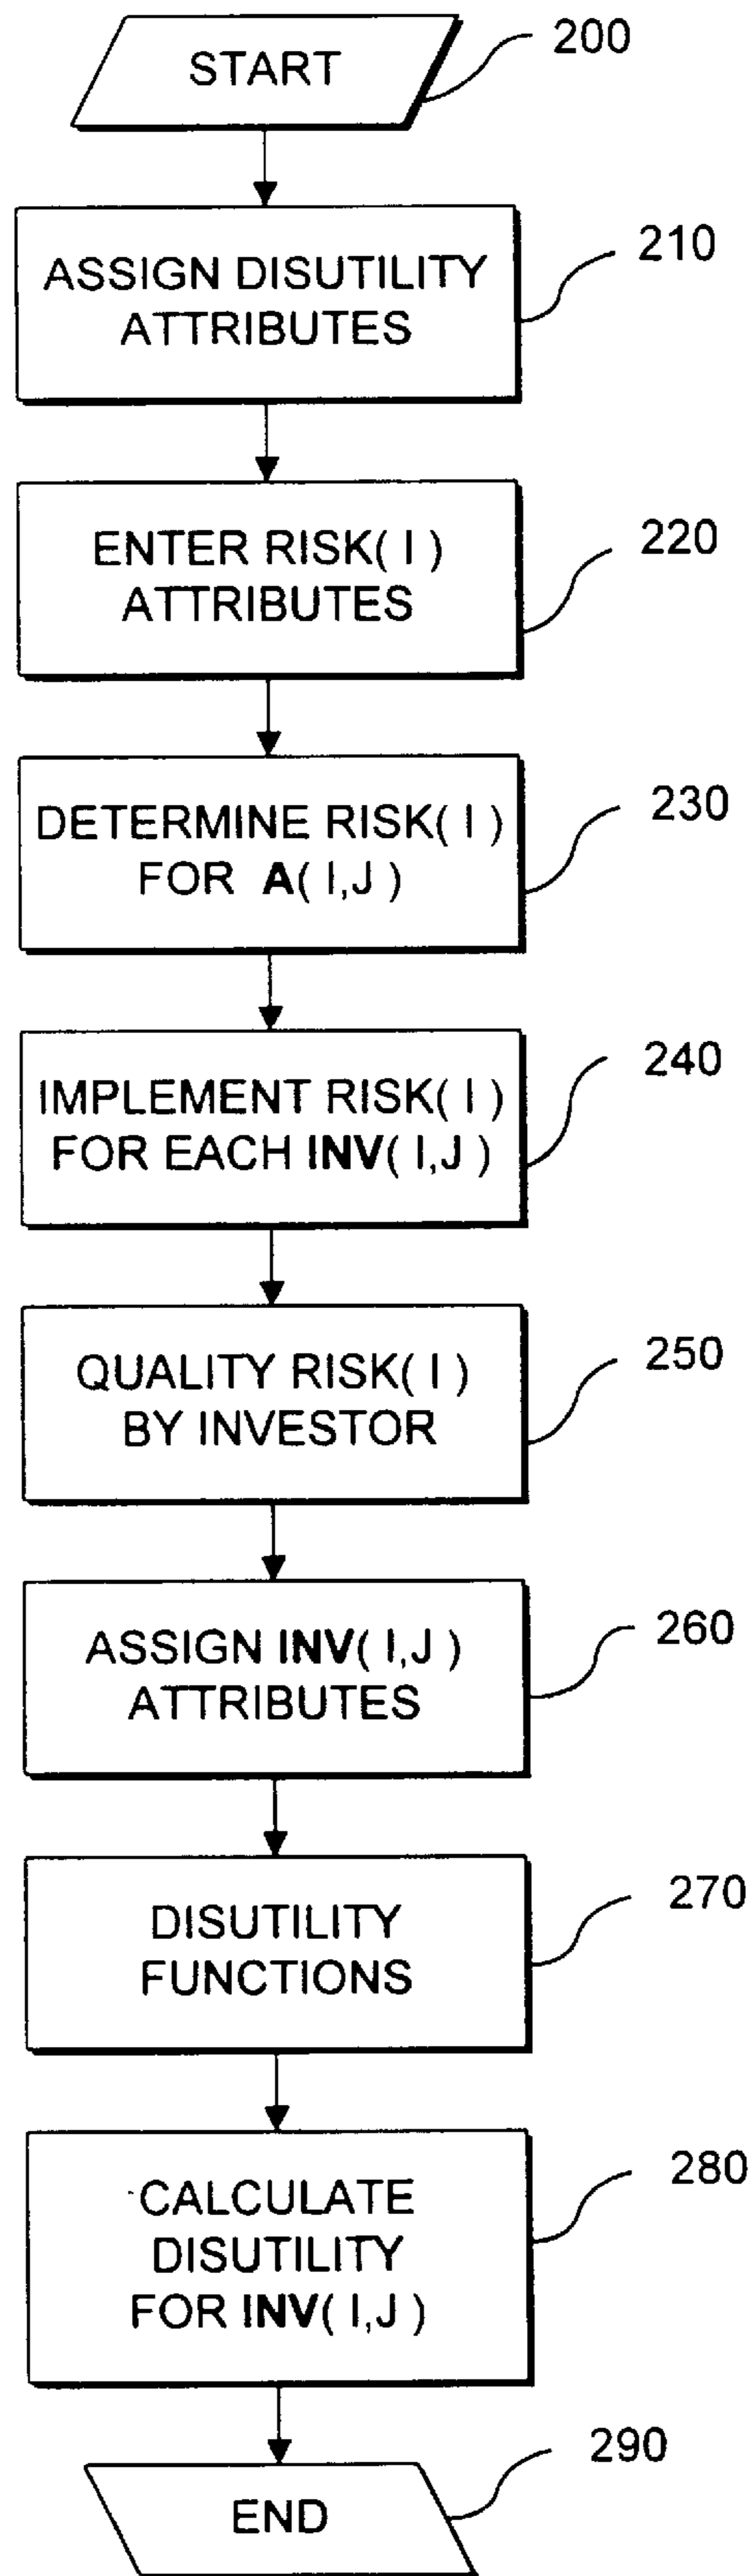 START
200
ASSIGN DISUTILITY
ATTRIBUTES
210
ENTER RISK( I )
ATTRIBUTES
220
DETERMINE RISK( I )
FOR A( I,J )
230
IMPLEMENT RISK( I )
FOR EACH INV( I,J )
240
QUALITY RISK( I )
BY INVESTOR
250
ASSIGN INV( I,J )
ATTRIBUTES
260
DISUTILITY
FUNCTIONS
270
CALCULATE
DISUTILITY
FOR INV( I,J )
280
END
290